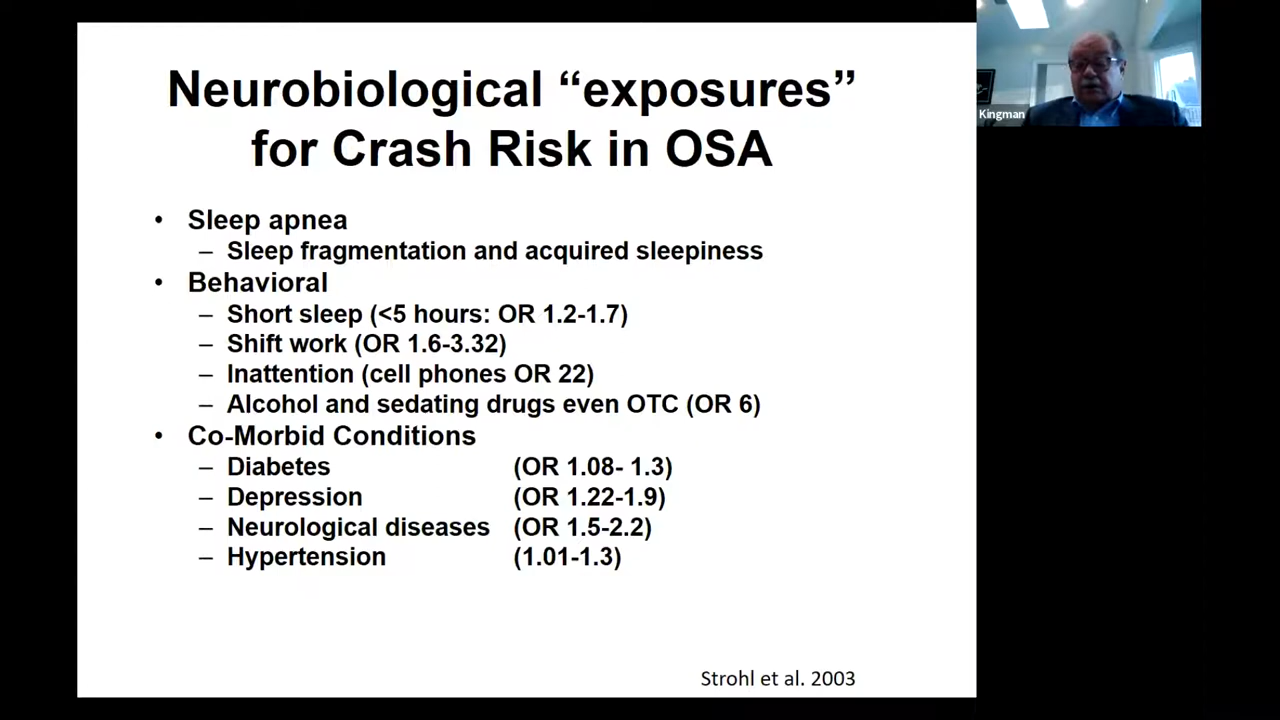 Neurobiological “exposures”
for Crash Risk in OSA
• Sleep apnea
– Sleep fragmentation and acquired sleepiness
• Behavioral
– Short sleep (<5 hours: OR 1.2-1.7)
– Shift work (OR 1.6-3.32)
– Inattention (cell phones OR 22)
– Alcohol and sedating drugs even OTC (OR 6)
• Co-Morbid Conditions
– Diabetes (OR 1.08- 1.3)
– Depression (OR 1.22-1.9)
– Neurological diseases (OR 1.5-2.2)
– Hypertension (1.01-1.3)
Strohl et al. 2003
Kingman